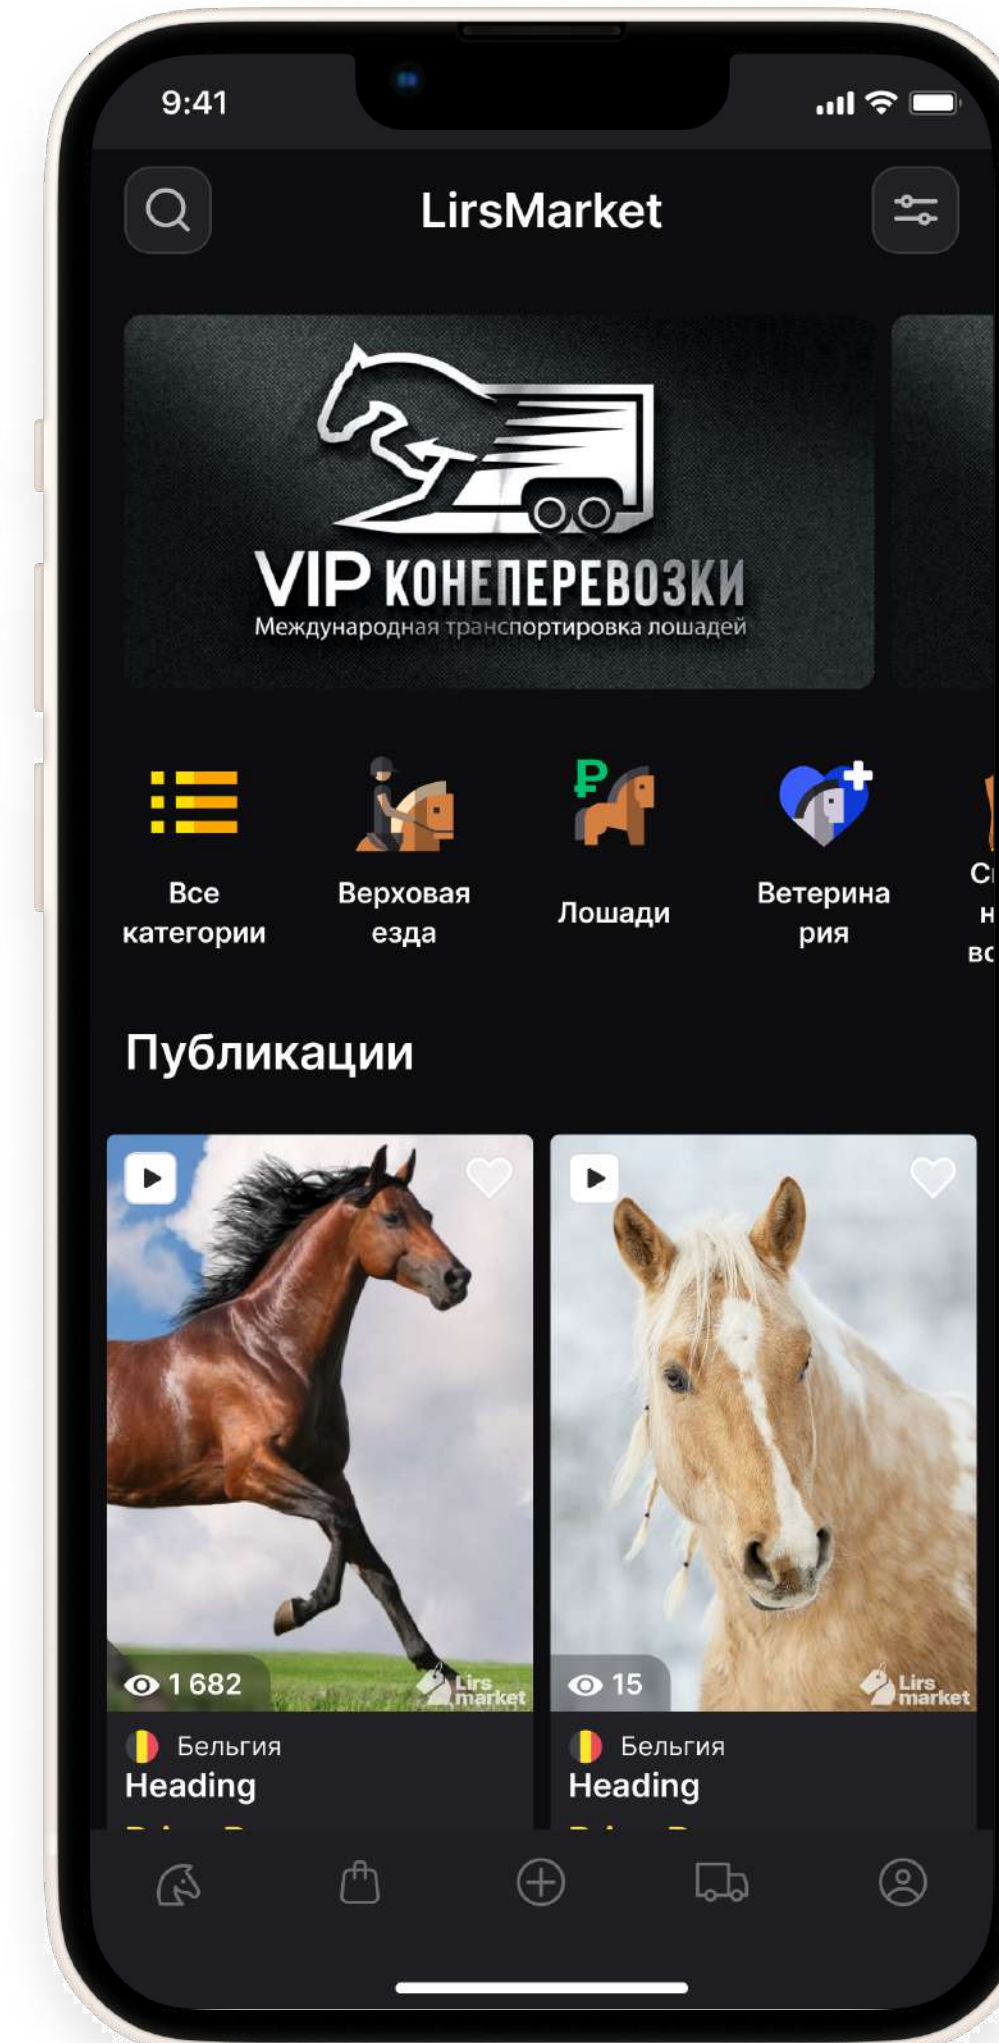 9:41
LirsMarket
VIP КОНЕПЕРЕВОЗКИ
Международная транспортировка лошадей
Все
категории
Верховая
езда
Лошади
Ветерина
рия
Публикации
1 682
Lirs
market
15
Lirs
market
Бельгия
Heading
Бельгия
Heading